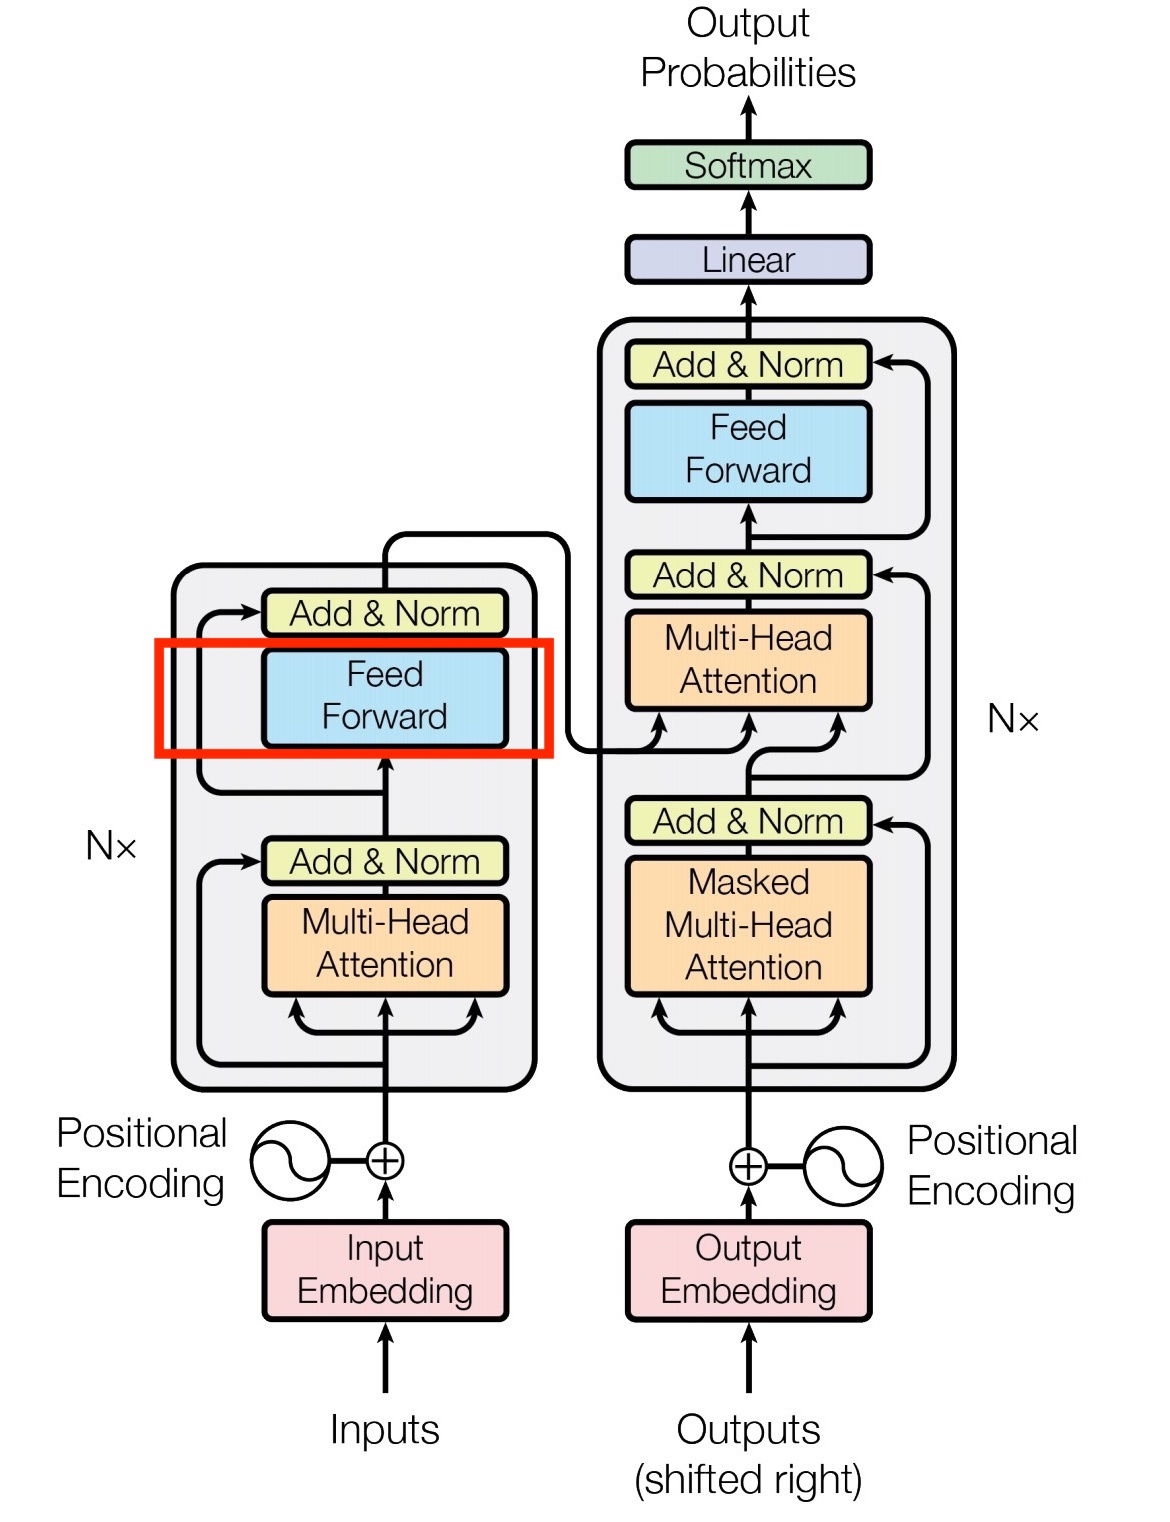 Output
Probabilities
Softmax
Linear
Add & Norm
Feed
Forward
Add & Norm
Multi-Head
Attention
Add & Norm
Masked
Multi-Head
Attention
N×
Add & Norm
Feed
Forward
Add & Norm
Multi-Head
Attention
N×
Positional
Encoding
Positional
Encoding
Input
Embedding
Output
Embedding
Inputs
Outputs
(shifted right)